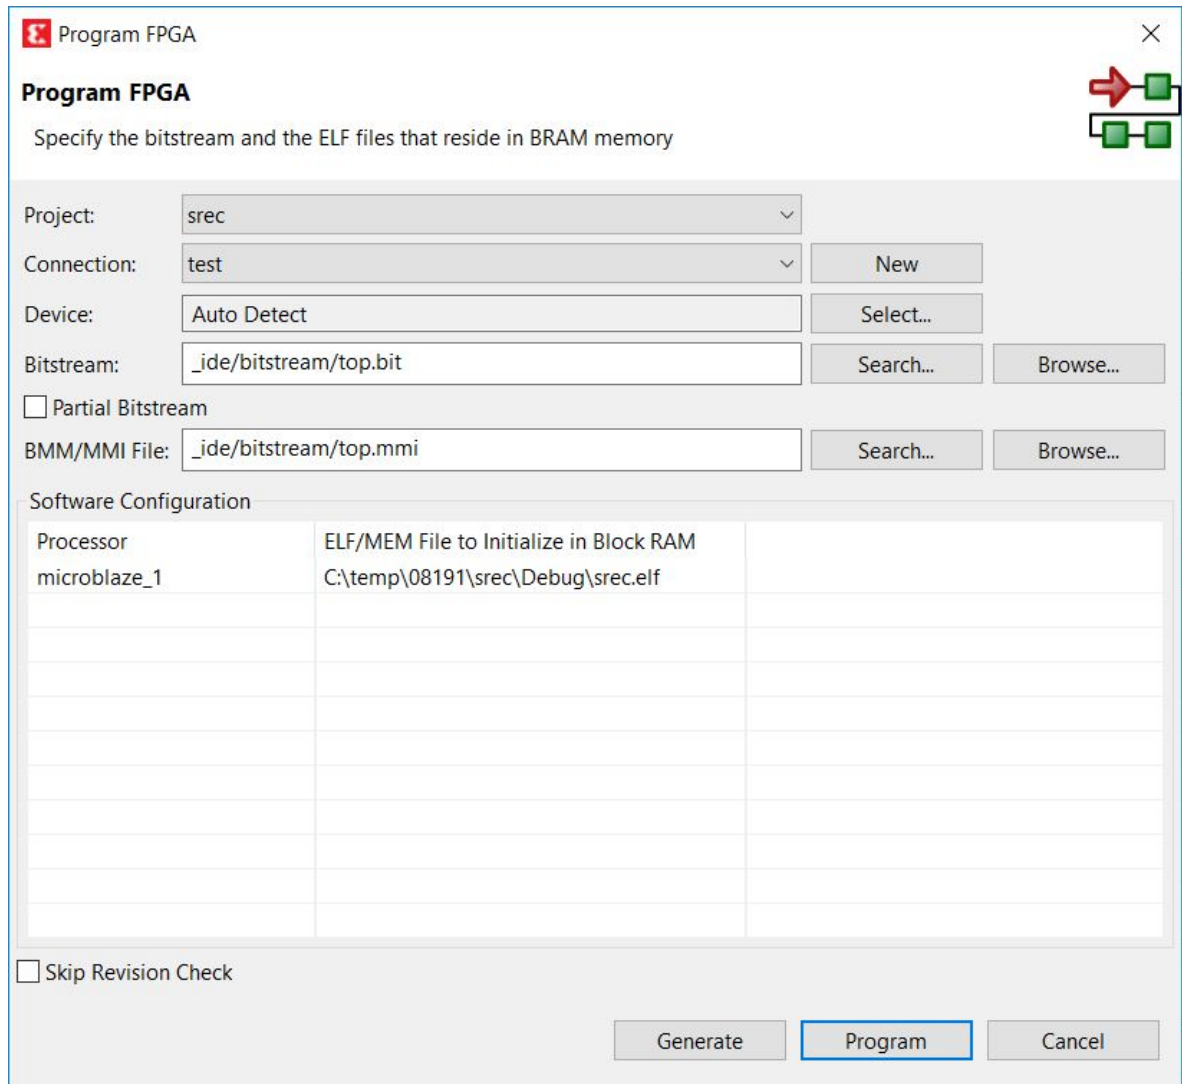 Program FPGA
Program FPGA
Specify the bitstream and the ELF files that reside in BRAM memory
Project: srec
Connection: test New
Device: Auto Detect Select...
Bitstream: _ide/bitstream/top.bit Search... Browse...
Partial Bitstream
BMM/MMI File: _ide/bitstream/top.mmi Search... Browse...
Software Configuration
Processor ELF/MEM File to Initialize in Block RAM
microblaze_1 C:\temp\08191\srec\Debug\srec.elf
Skip Revision Check
Generate Program Cancel